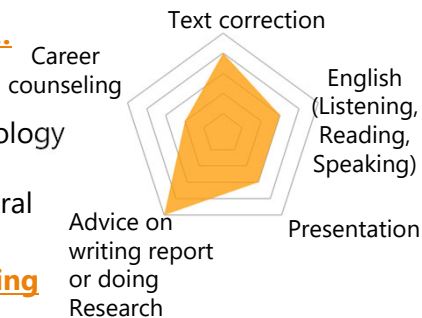 Text correction
Career
counseling
English
(Listening,
Reading,
Speaking)
ology
ral
Advice on
writing report
or doing
Research
Presentation
ing